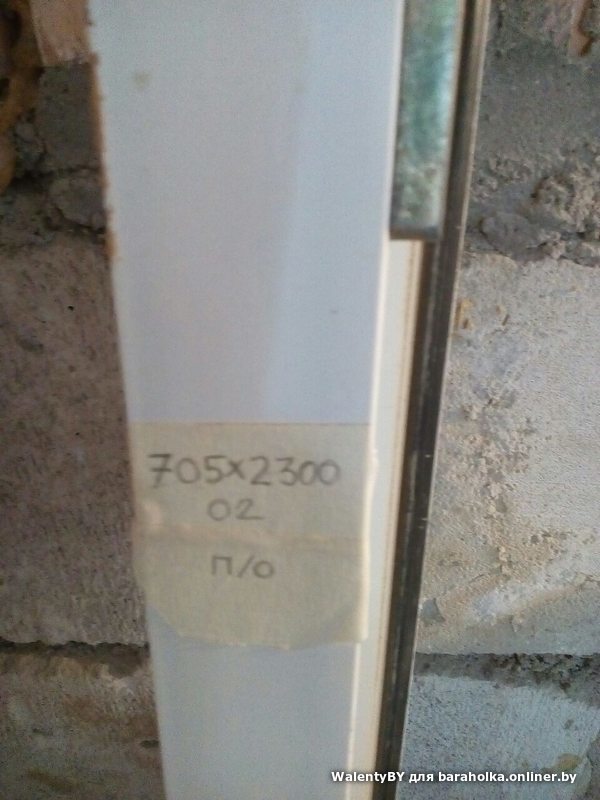 705x2300
02
п/о
WalentyBY для baraholka.onliner.by